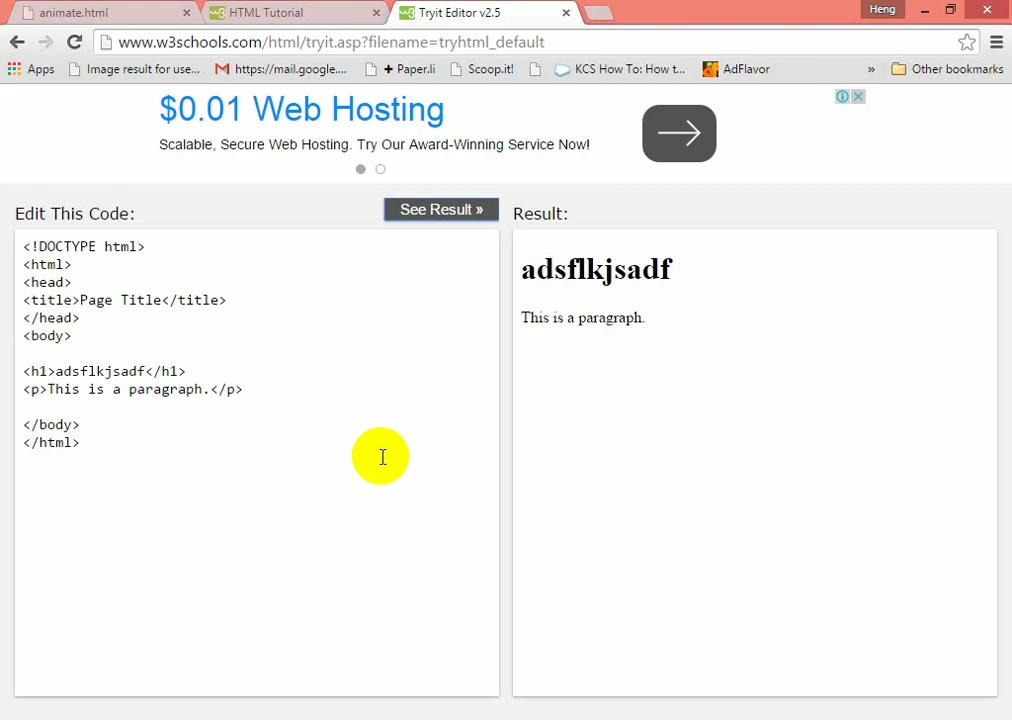 animate.html
HTML Tutorial
Tryit Editor v2.5
Heng
www.w3schools.com/html/tryit.asp?filename=tryhtml_default
Apps
Image result for use...
https://mail.google....
+ Paper.li
Scoop.it!
KCS How To: How t...
AdFlavor
»
Other bookmarks
$0.01 Web Hosting
Scalable, Secure Web Hosting. Try Our Award-Winning Service Now!
Edit This Code:
See Result »
Result:
<!DOCTYPE html>
<html>
<head>
<title>Page Title</title>
</head>
<body>
<h1>adsflkjsadf</h1>
<p>This is a paragraph.</p>
</body>
</html>
adsflkjsadf
This is a paragraph.